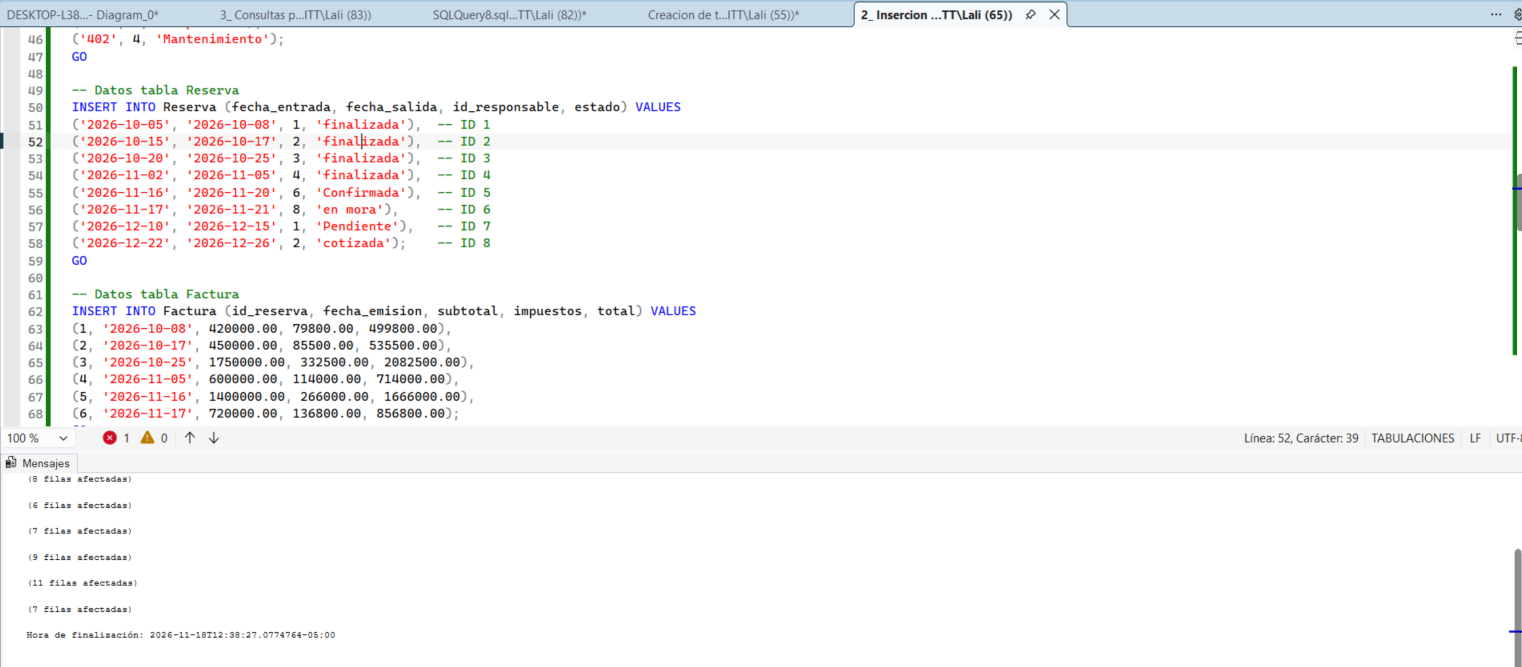 DESKTOP-L38...- Diagram_0* 3_ Consultas p...ITT\Lali (83)) SQLQuery8.sql...TT\Lali (82))* Creacion de t...ITT\Lali (55))* 2_ Insercion ...TT\Lali (65)) ...
46 ('402', 4, 'Mantenimiento');
47 GO
48
49 -- Datos tabla Reserva
50 INSERT INTO Reserva (fecha_entrada, fecha_salida, id_responsable, estado) VALUES
51 ('2026-10-05', '2026-10-08', 1, 'finalizada'), -- ID 1
52 ('2026-10-15', '2026-10-17', 2, 'finalizada'), -- ID 2
53 ('2026-10-20', '2026-10-25', 3, 'finalizada'), -- ID 3
54 ('2026-11-02', '2026-11-05', 4, 'finalizada'), -- ID 4
55 ('2026-11-16', '2026-11-20', 6, 'Confirmada'), -- ID 5
56 ('2026-11-17', '2026-11-21', 8, 'en mora'), -- ID 6
57 ('2026-12-10', '2026-12-15', 1, 'Pendiente'), -- ID 7
58 ('2026-12-22', '2026-12-26', 2, 'cotizada'); -- ID 8
59 GO
60
61 -- Datos tabla Factura
62 INSERT INTO Factura (id_reserva, fecha_emision, subtotal, impuestos, total) VALUES
63 (1, '2026-10-08', 420000.00, 79800.00, 499800.00),
64 (2, '2026-10-17', 450000.00, 85500.00, 535500.00),
65 (3, '2026-10-25', 1750000.00, 332500.00, 2082500.00),
66 (4, '2026-11-05', 600000.00, 114000.00, 714000.00),
67 (5, '2026-11-16', 1400000.00, 266000.00, 1666000.00),
68 (6, '2026-11-17', 720000.00, 136800.00, 856800.00);
100 % 1 0 Línea: 52, Carácter: 39 TABULACIONES LF UTF-8
Mensajes
(8 filas afectadas)
(6 filas afectadas)
(7 filas afectadas)
(9 filas afectadas)
(11 filas afectadas)
(7 filas afectadas)
Hora de finalización: 2026-11-18T12:38:27.0774764-05:00